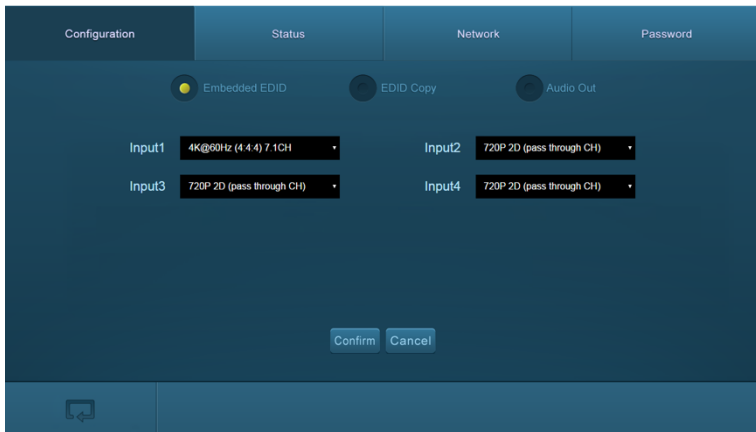 Configuration Status Network Password
Embedded EDID EDID Copy Audio Out
Input1 4K@60Hz (4:4:4) 7.1CH Input2 720P 2D (pass through CH)
Input3 720P 2D (pass through CH) Input4 720P 2D (pass through CH)
Confirm Cancel